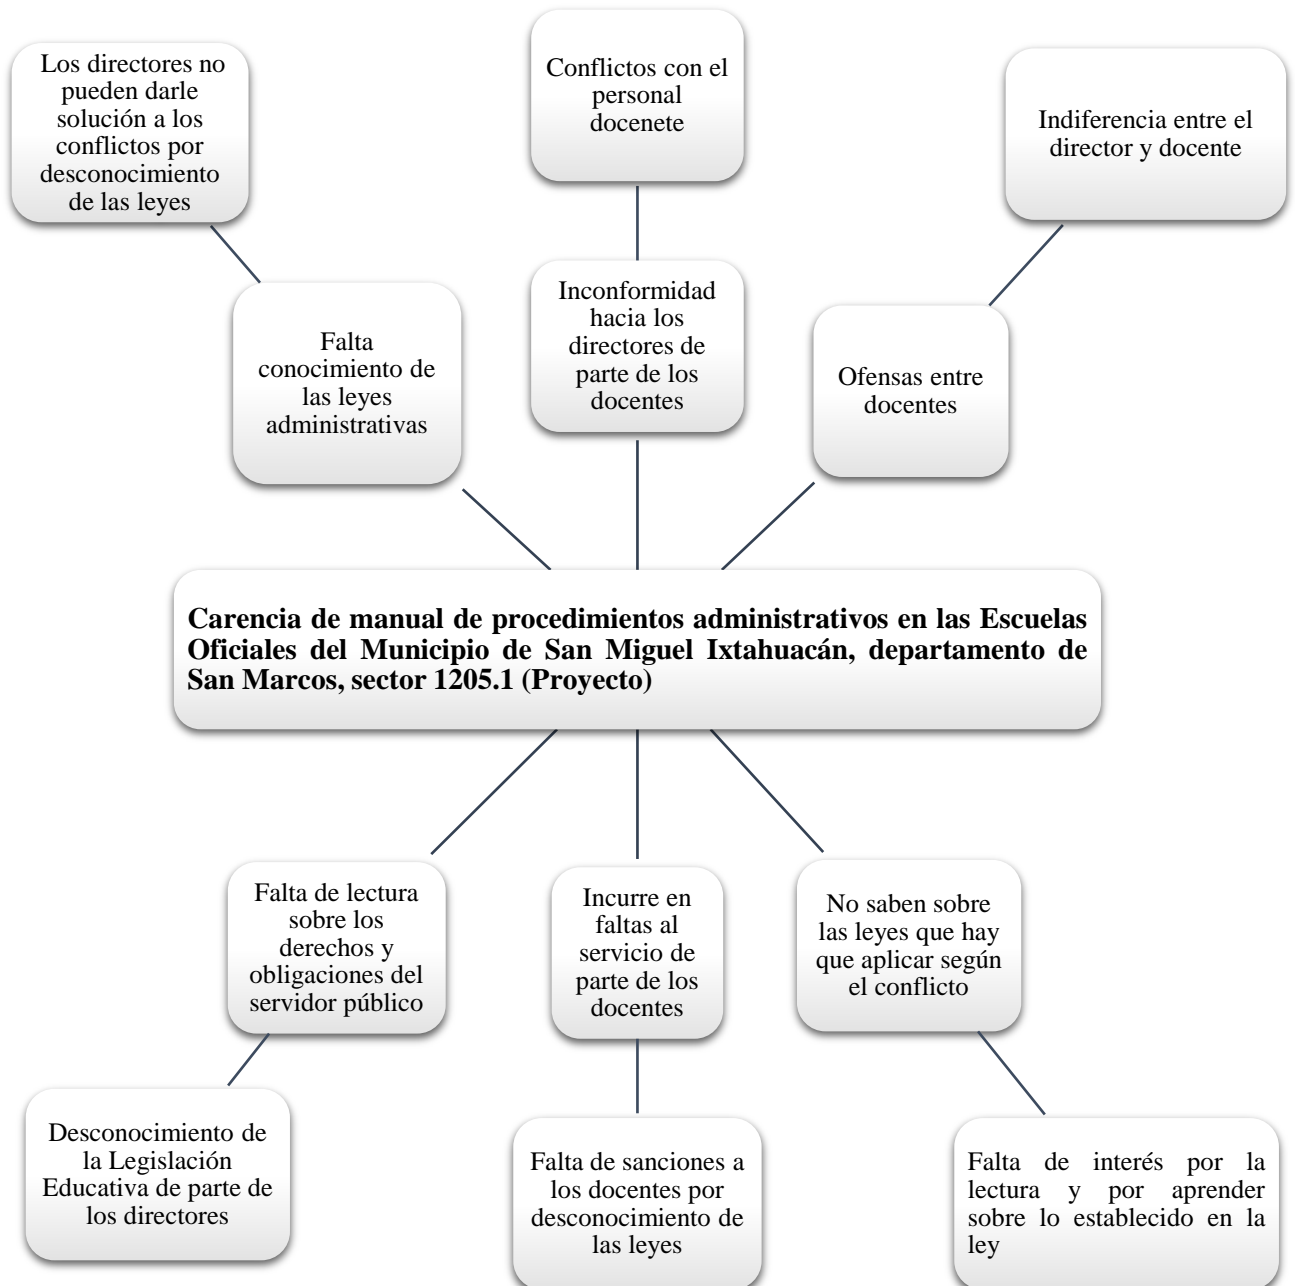 Los directores no
pueden darle
solución a los
conflictos por
desconocimiento
de las leyes
Conflictos con el
personal
docenete
Indiferencia entre el
director y docente
Falta
conocimiento de
las leyes
administrativas
Inconformidad
hacia los
directores de
parte de los
docentes
Ofensas entre
docentes
Carencia de manual de procedimientos administrativos en las Escuelas
Oficiales del Municipio de San Miguel Ixtahuacán, departamento de
San Marcos, sector 1205.1 (Proyecto)
Falta de lectura
sobre los
derechos y
obligaciones del
servidor público
Incurre en
faltas al
servicio de
parte de los
docentes
No saben sobre
las leyes que hay
que aplicar según
el conflicto
Desconocimiento de
la Legislación
Educativa de parte de
los directores
Falta de sanciones a
los docentes por
desconocimiento de
las leyes
Falta de interés por la
lectura y por aprender
sobre lo establecido en la
ley